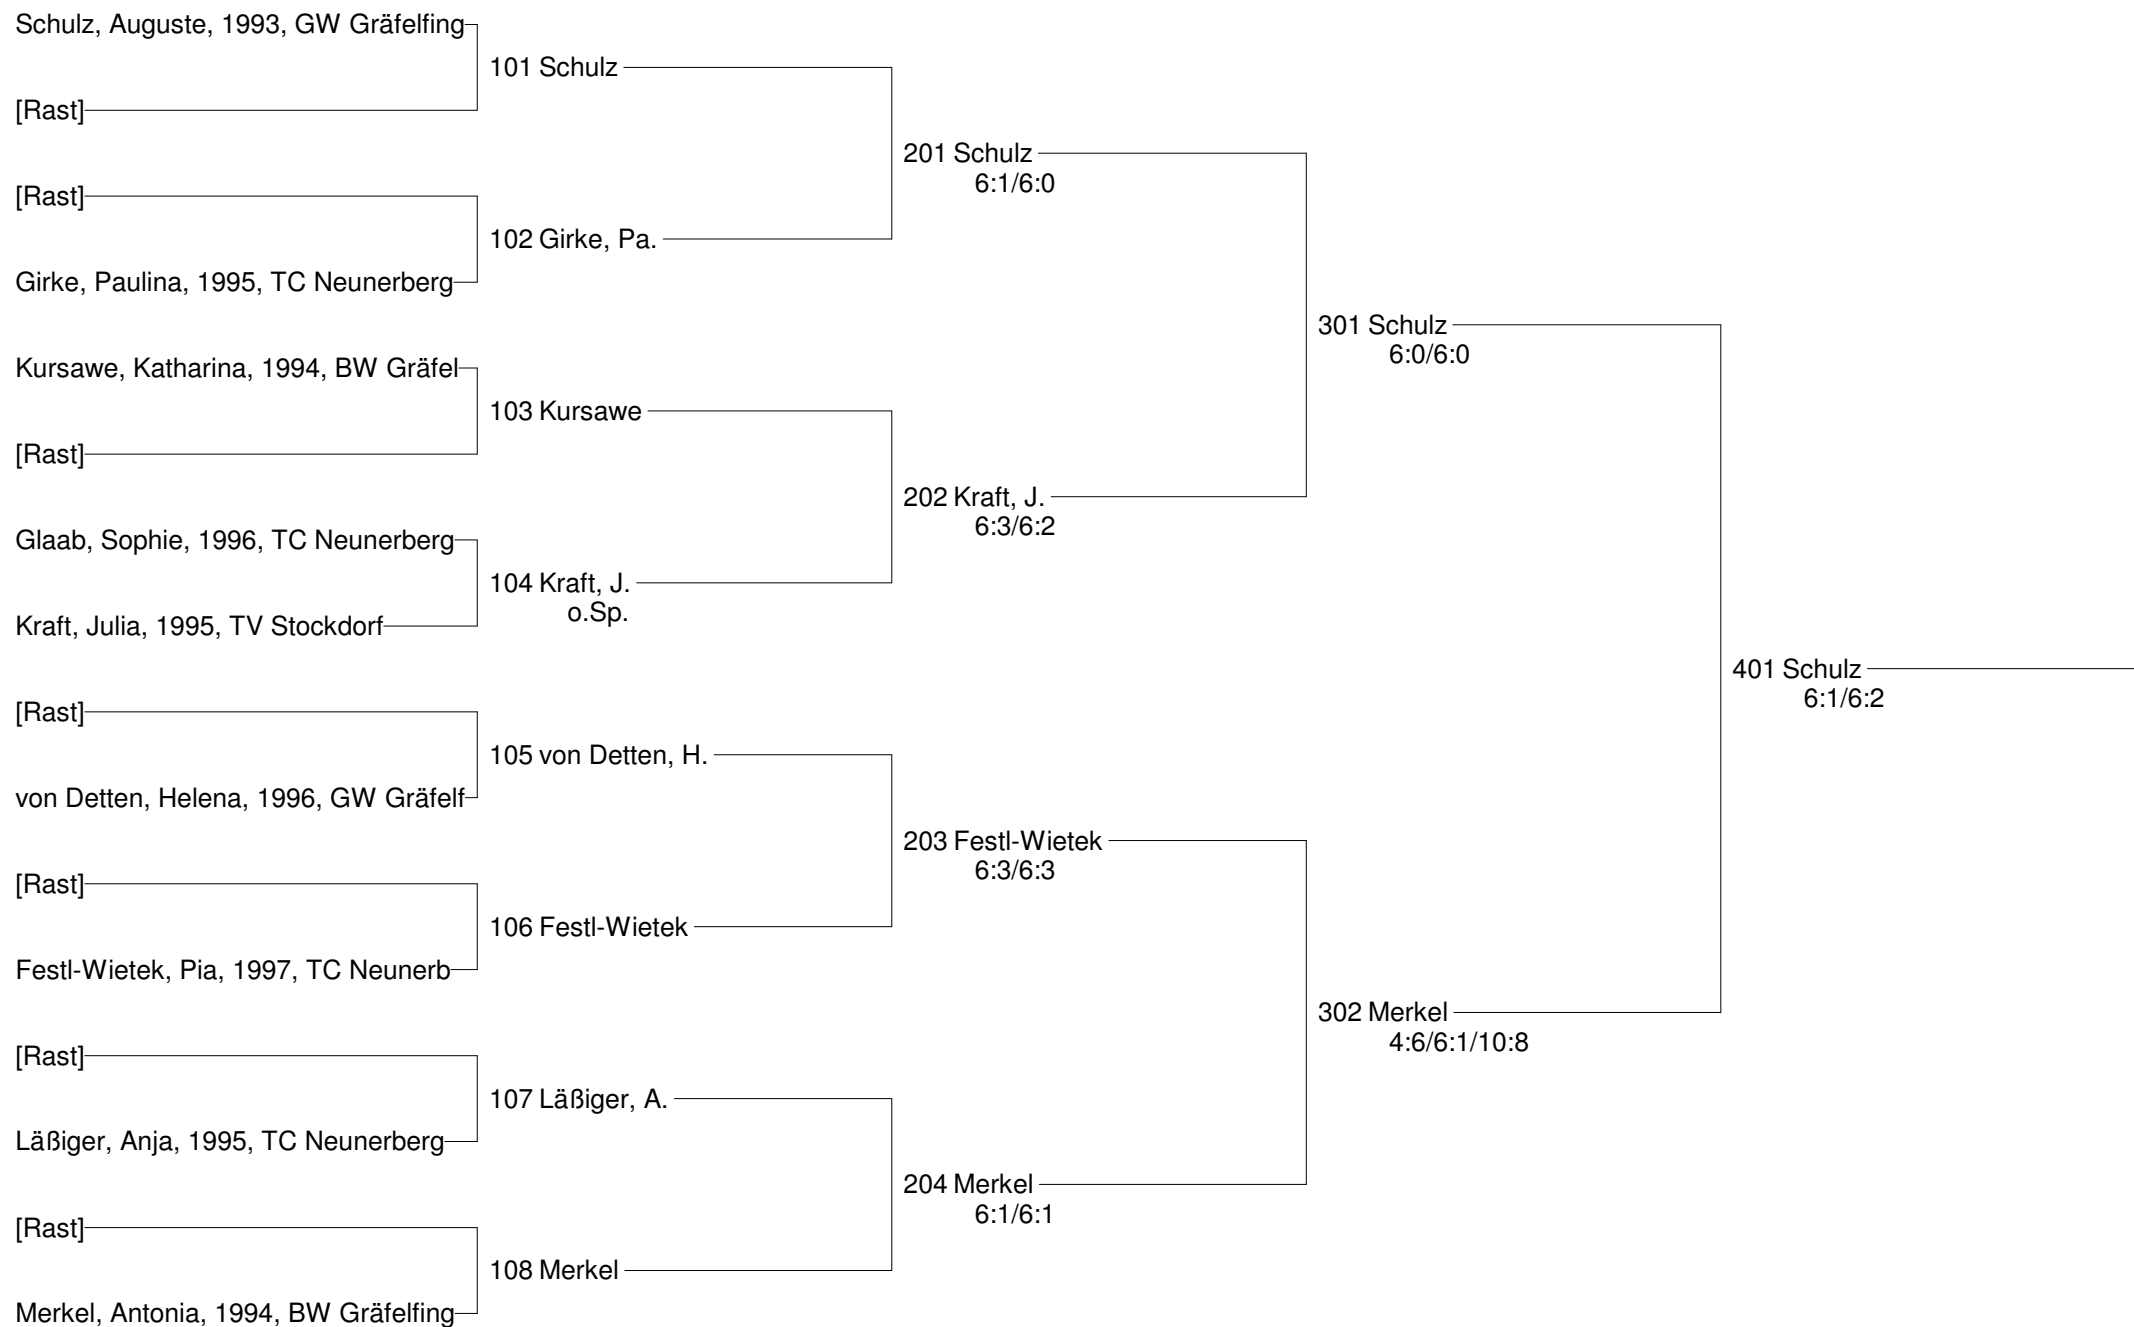 Schulz, Auguste, 1993, GW Gräfelfing
[Rast]
[Rast]
Girke, Paulina, 1995, TC Neunerberg
Kursawe, Katharina, 1994, BW Gräfel
[Rast]
Glaab, Sophie, 1996, TC Neunerberg
Kraft, Julia, 1995, TV Stockdorf
[Rast]
von Detten, Helena, 1996, GW Gräfelf
[Rast]
Festl-Wietek, Pia, 1997, TC Neunerb
[Rast]
Läßiger, Anja, 1995, TC Neunerberg
[Rast]
Merkel, Antonia, 1994, BW Gräfelfing
101 Schulz
102 Girke, Pa.
103 Kursawe
104 Kraft, J.
o.Sp.
105 von Detten, H.
106 Festl-Wietek
107 Läßiger, A.
108 Merkel
201 Schulz
6:1/6:0
202 Kraft, J.
6:3/6:2
203 Festl-Wietek
6:3/6:3
204 Merkel
6:1/6:1
301 Schulz
6:0/6:0
302 Merkel
4:6/6:1/10:8
401 Schulz
6:1/6:2